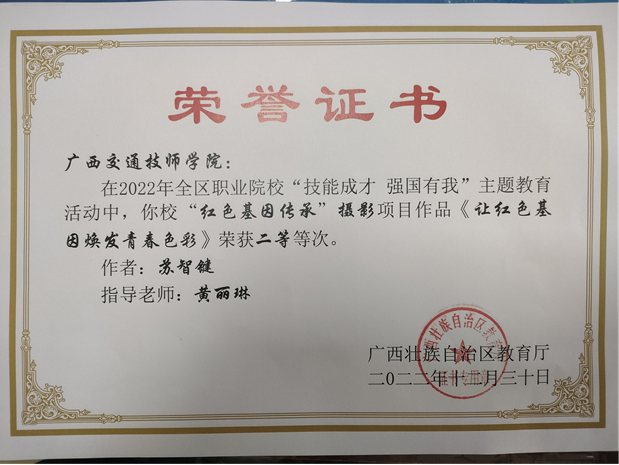 荣誉证书
广西交通技师学院：
在2022年全区职业院校“技能成才 强国有我”主题教育
活动中，你校“红色基因传承”摄影项目作品《让红色基
因焕发青春色彩》荣获二等等次。
作者：苏智键
指导老师：黄丽琳
广西壮族自治区教育厅
二〇二二年十二月三十日